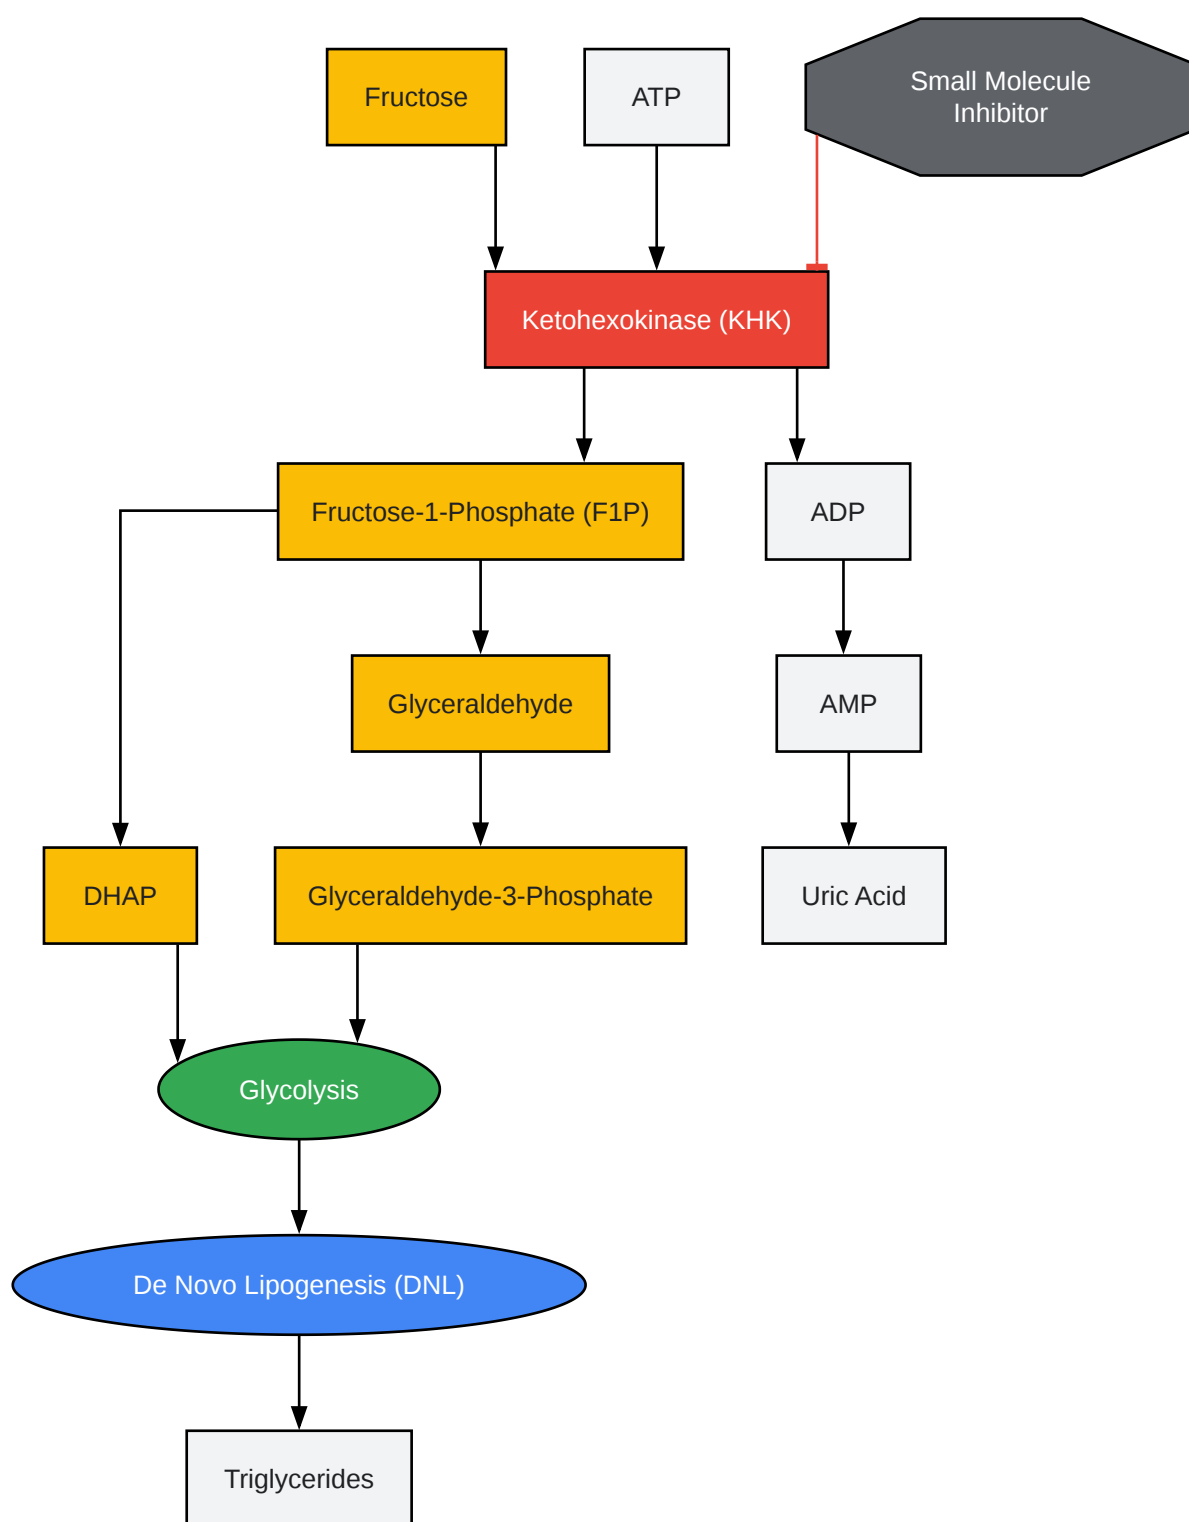 Fructose
ATP
Small Molecule
Inhibitor
Ketohexokinase (KHK)
Fructose-1-Phosphate (F1P)
ADP
Glyceraldehyde
AMP
DHAP
Glyceraldehyde-3-Phosphate
Uric Acid
Glycolysis
De Novo Lipogenesis (DNL)
Triglycerides